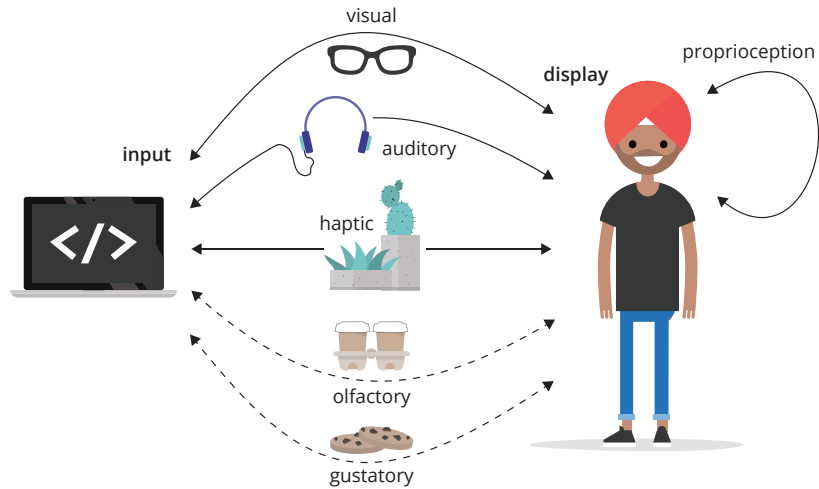 visual
proprioception
display
auditory
input
</>
haptic
olfactory
gustatory